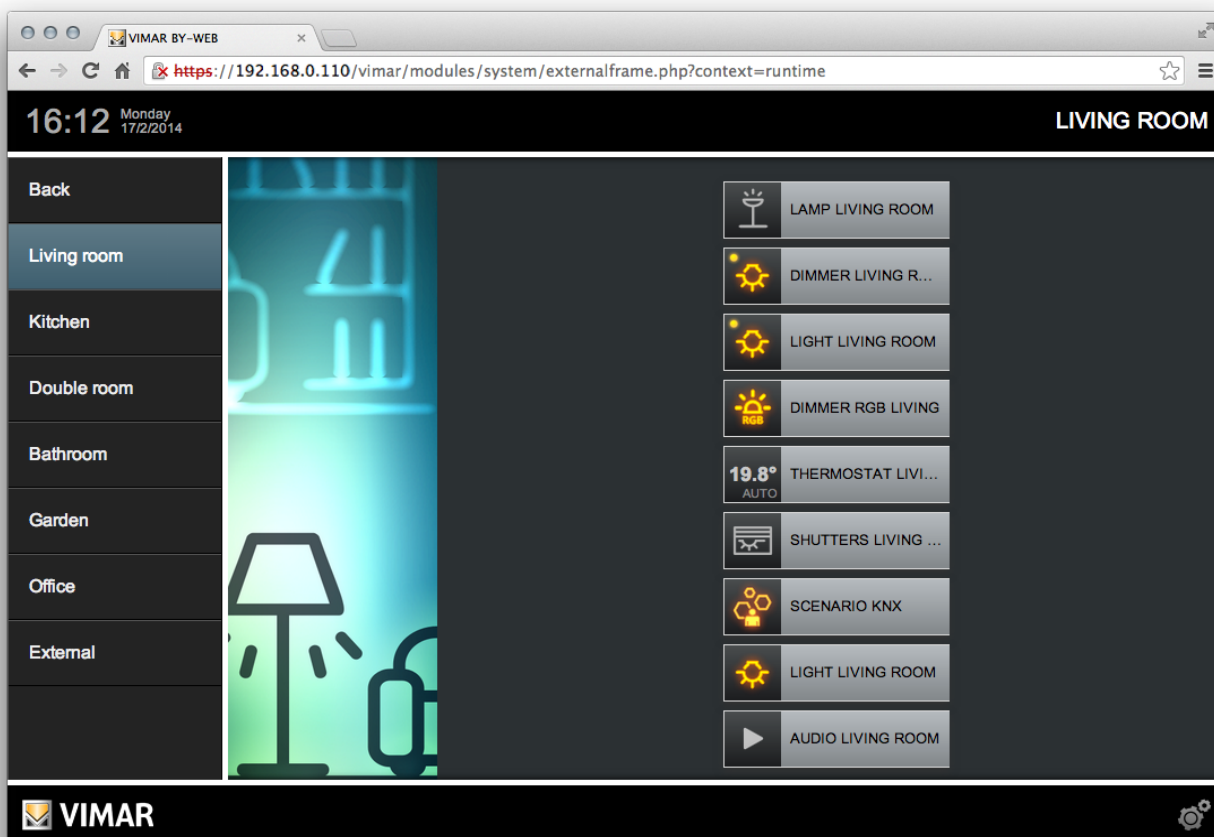 VIMAR BY-WEB
https://192.168.0.110/vimar/modules/system/externalframe.php?context=runtime
16:12
Monday
17/2/2014
LIVING ROOM
Back
Living room
Kitchen
Double room
Bathroom
Garden
Office
External
LAMP LIVING ROOM
DIMMER LIVING R...
LIGHT LIVING ROOM
RGB
DIMMER RGB LIVING
19.8°
AUTO
THERMOSTAT LIVI...
SHUTTERS LIVING ...
SCENARIO KNX
LIGHT LIVING ROOM
AUDIO LIVING ROOM
VIMAR